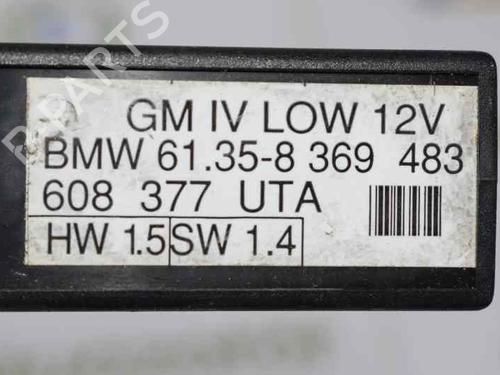 GM IV LOW 12V
BMW 61.35-8 369 483
608 377 UTA
HW 1.5 SW 1.4